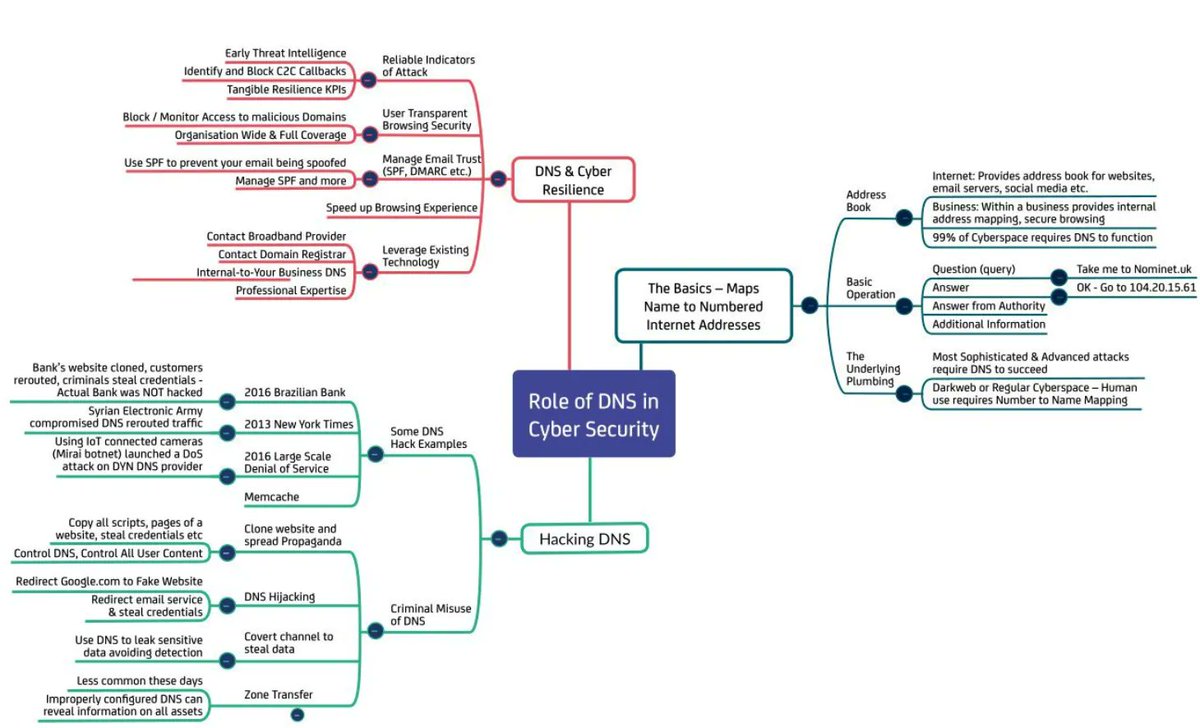 Role of DNS in
Cyber Security
DNS & Cyber
Resilience
Reliable Indicators
of Attack
Early Threat Intelligence
Identify and Block C2C Callbacks
Tangible Resilience KPIs
User Transparent
Browsing Security
Block / Monitor Access to malicious Domains
Organisation Wide & Full Coverage
Manage Email Trust
(SPF, DMARC etc.)
Use SPF to prevent your email being spoofed
Manage SPF and more
Speed up Browsing Experience
Leverage Existing
Technology
Contact Broadband Provider
Contact Domain Registrar
Internal-to-Your Business DNS
Professional Expertise
The Basics – Maps
Name to Numbered
Internet Addresses
Address
Book
Internet: Provides address book for websites,
email servers, social media etc.
Business: Within a business provides internal
address mapping, secure browsing
99% of Cyberspace requires DNS to function
Basic
Operation
Question (query)
Take me to Nominet.uk
Answer
OK - Go to 104.20.15.61
Answer from Authority
Additional Information
The
Underlying
Plumbing
Most Sophisticated & Advanced attacks
require DNS to succeed
Darkweb or Regular Cyberspace – Human
use requires Number to Name Mapping
Hacking DNS
Some DNS
Hack Examples
2016 Brazilian Bank
Bank's website cloned, customers
rerouted, criminals steal credentials -
Actual Bank was NOT hacked
2013 New York Times
Syrian Electronic Army
compromised DNS rerouted traffic
2016 Large Scale
Denial of Service
Using IoT connected cameras
(Mirai botnet) launched a DoS
attack on DYN DNS provider
Memcache
Criminal Misuse
of DNS
Clone website and
spread Propaganda
Copy all scripts, pages of a
website, steal credentials etc
Control DNS, Control All User Content
DNS Hijacking
Redirect Google.com to Fake Website
Redirect email service
& steal credentials
Covert channel to
steal data
Use DNS to leak sensitive
data avoiding detection
Zone Transfer
Less common these days
Improperly configured DNS can
reveal information on all assets